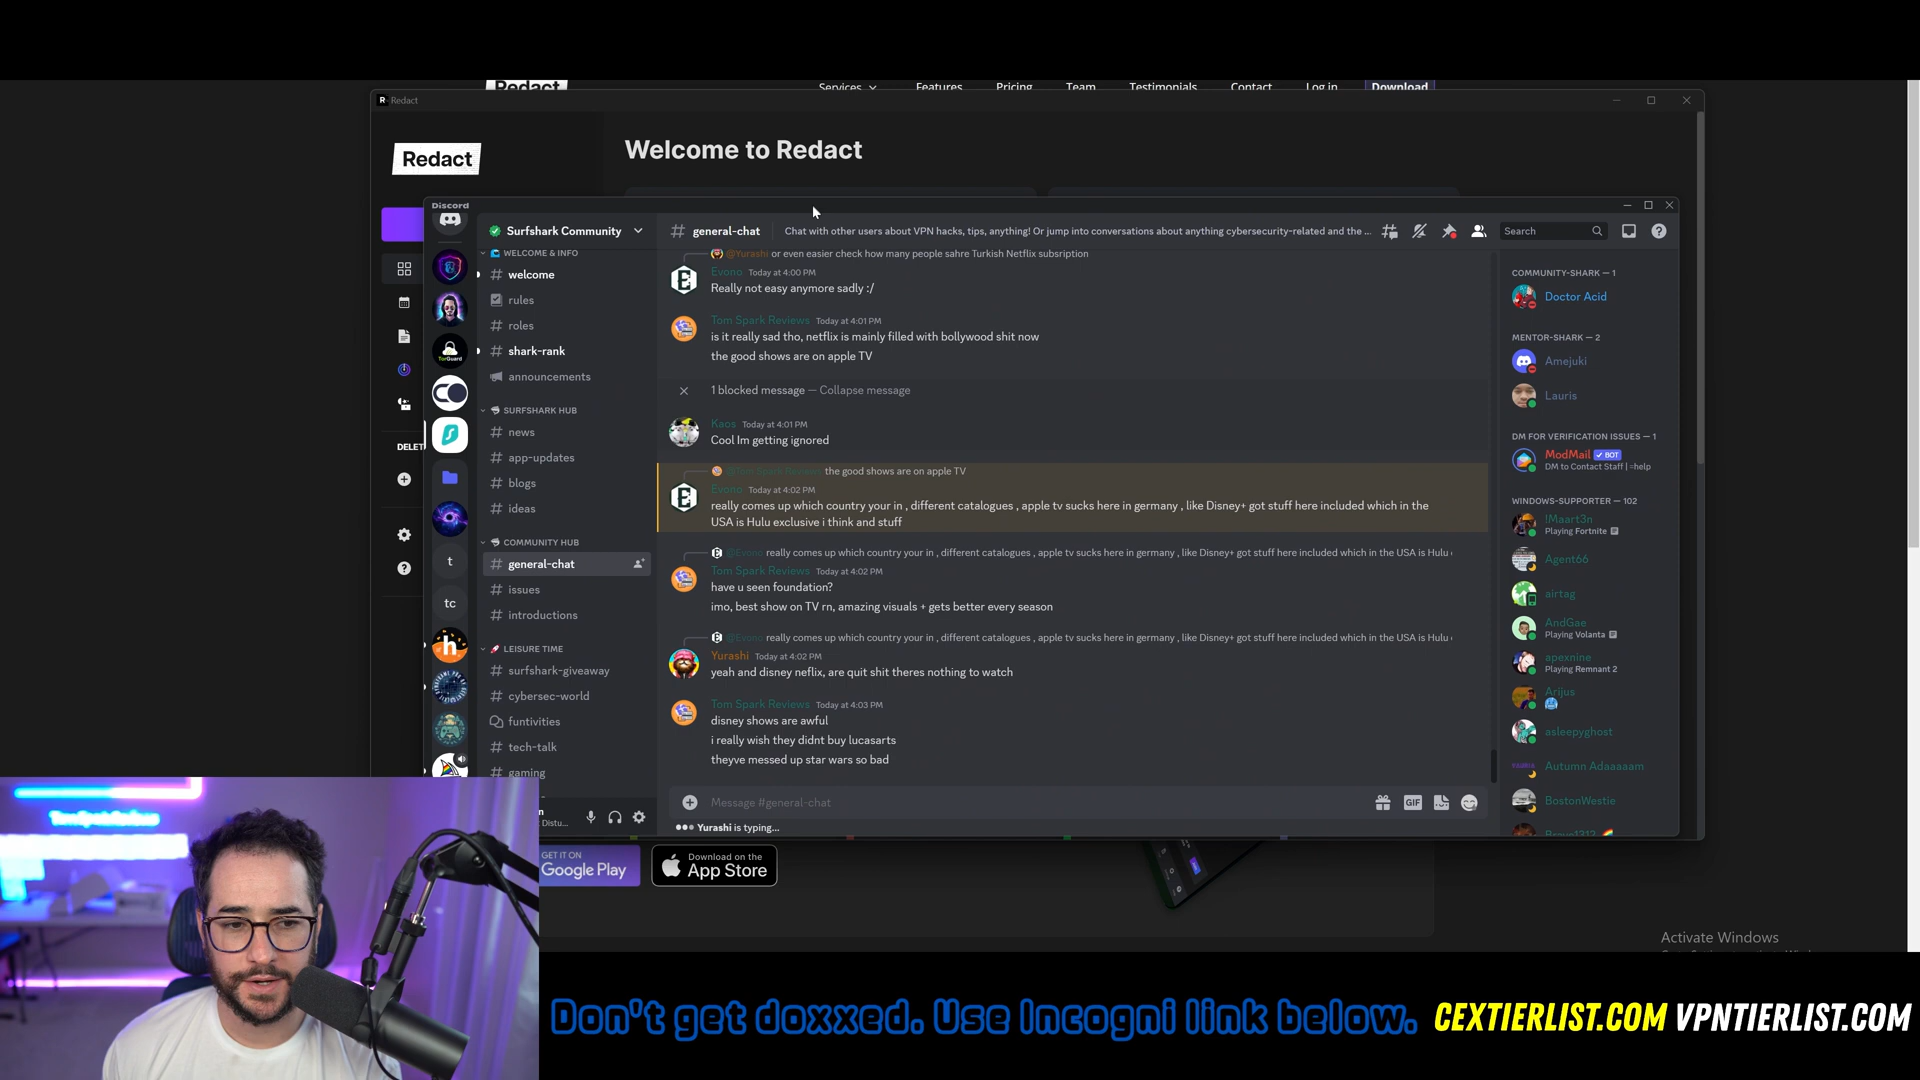 Redact
Services Features Pricing Team Testimonials Contact Log in Download
Redact
Redact
Welcome to Redact
DELET
Discord
Surfshark Community
WELCOME & INFO
welcome
rules
roles
shark-rank
announcements
SURFSHARK HUB
news
app-updates
blogs
ideas
COMMUNITY HUB
general-chat
issues
introductions
LEISURE TIME
surfshark-giveaway
cybersec-world
funtivities
tech-talk
gaming
TorGuard
t
tc
h
n
Distu...
general-chat
Chat with other users about VPN hacks, tips, anything! Or jump into conversations about anything cybersecurity-related and the ...
Search
@Yurashi or even easier check how many people sahre Turkish Netflix subsription
Evono Today at 4:00 PM
Really not easy anymore sadly :/
Tom Spark Reviews Today at 4:01 PM
is it really sad tho, netflix is mainly filled with bollywood shit now
the good shows are on apple TV
1 blocked message — Collapse message
Kaos Today at 4:01 PM
Cool Im getting ignored
@Tom Spark Reviews the good shows are on apple TV
Evono Today at 4:02 PM
really comes up which country your in , different catalogues , apple tv sucks here in germany , like Disney+ got stuff here included which in the
USA is Hulu exclusive i think and stuff
@Evono really comes up which country your in , different catalogues , apple tv sucks here in germany , like Disney+ got stuff here included which in the USA is Hulu
Tom Spark Reviews Today at 4:02 PM
have u seen foundation?
imo, best show on TV rn, amazing visuals + gets better every season
@Evono really comes up which country your in , different catalogues , apple tv sucks here in germany , like Disney+ got stuff here included which in the USA is Hulu
Yurashi Today at 4:02 PM
yeah and disney neflix, are quit shit theres nothing to watch
Tom Spark Reviews Today at 4:03 PM
disney shows are awful
i really wish they didnt buy lucasarts
theyve messed up star wars so bad
Message #general-chat
GIF
Yurashi is typing...
COMMUNITY-SHARK — 1
Doctor Acid
MENTOR-SHARK — 2
Amejuki
Lauris
DM FOR VERIFICATION ISSUES — 1
ModMail BOT
DM to Contact Staff | =help
WINDOWS-SUPPORTER — 102
!Maart3n
Playing Fortnite
Agent66
airtag
AndGae
Playing Volanta
apexnine
Playing Remnant 2
Arijus
asleepyghost
Autumn Adaaaaam
BostonWestie
GET IT ON
Google Play
Download on the
App Store
Activate Windows
TomSparkReviews
Don't get doxxed. Use Incogni link below.
CEXTIERLIST.COM VPNTIERLIST.COM